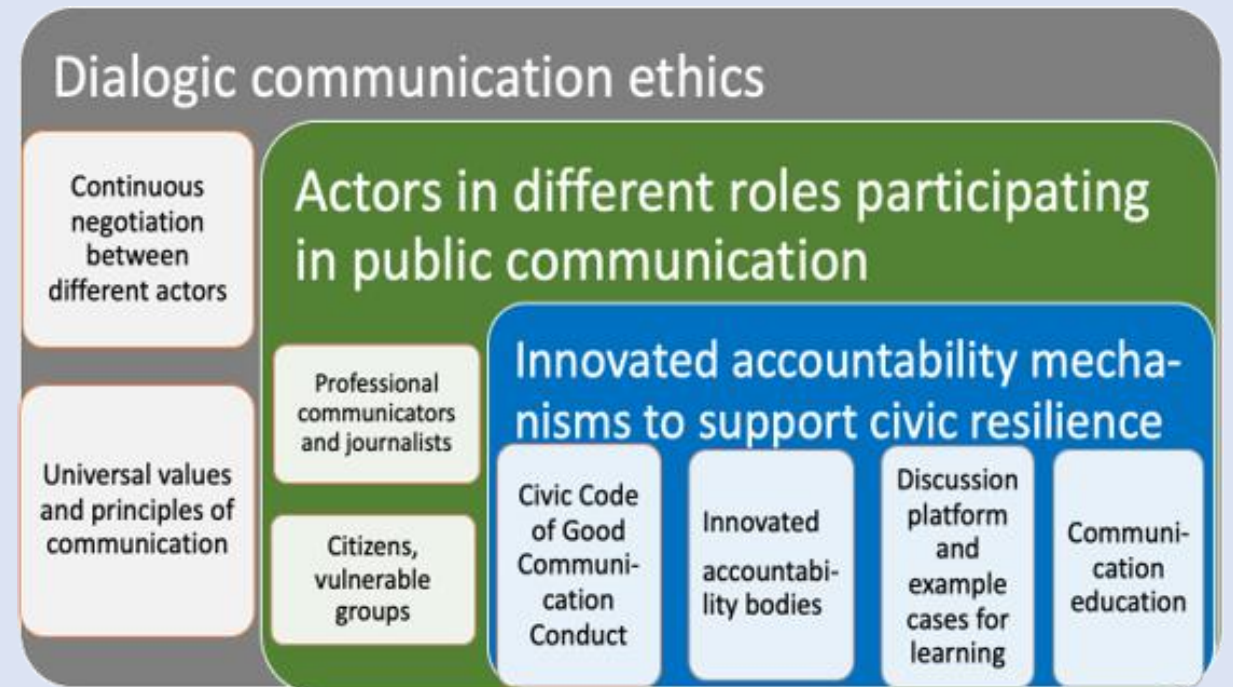 Dialogic communication ethics
Continuous
negotiation
between
different actors
Universal values
and principles of
communication
Actors in different roles participating
in public communication
Professional
communicators
and journalists
Citizens,
vulnerable
groups
Innovated accountability mecha-
nisms to support civic resilience
Civic Code
of Good
Communi-
cation
Conduct
Innovated
accountabi-
lity bodies
Discussion
platform
and
example
cases for
learning
Communi-
cation
education